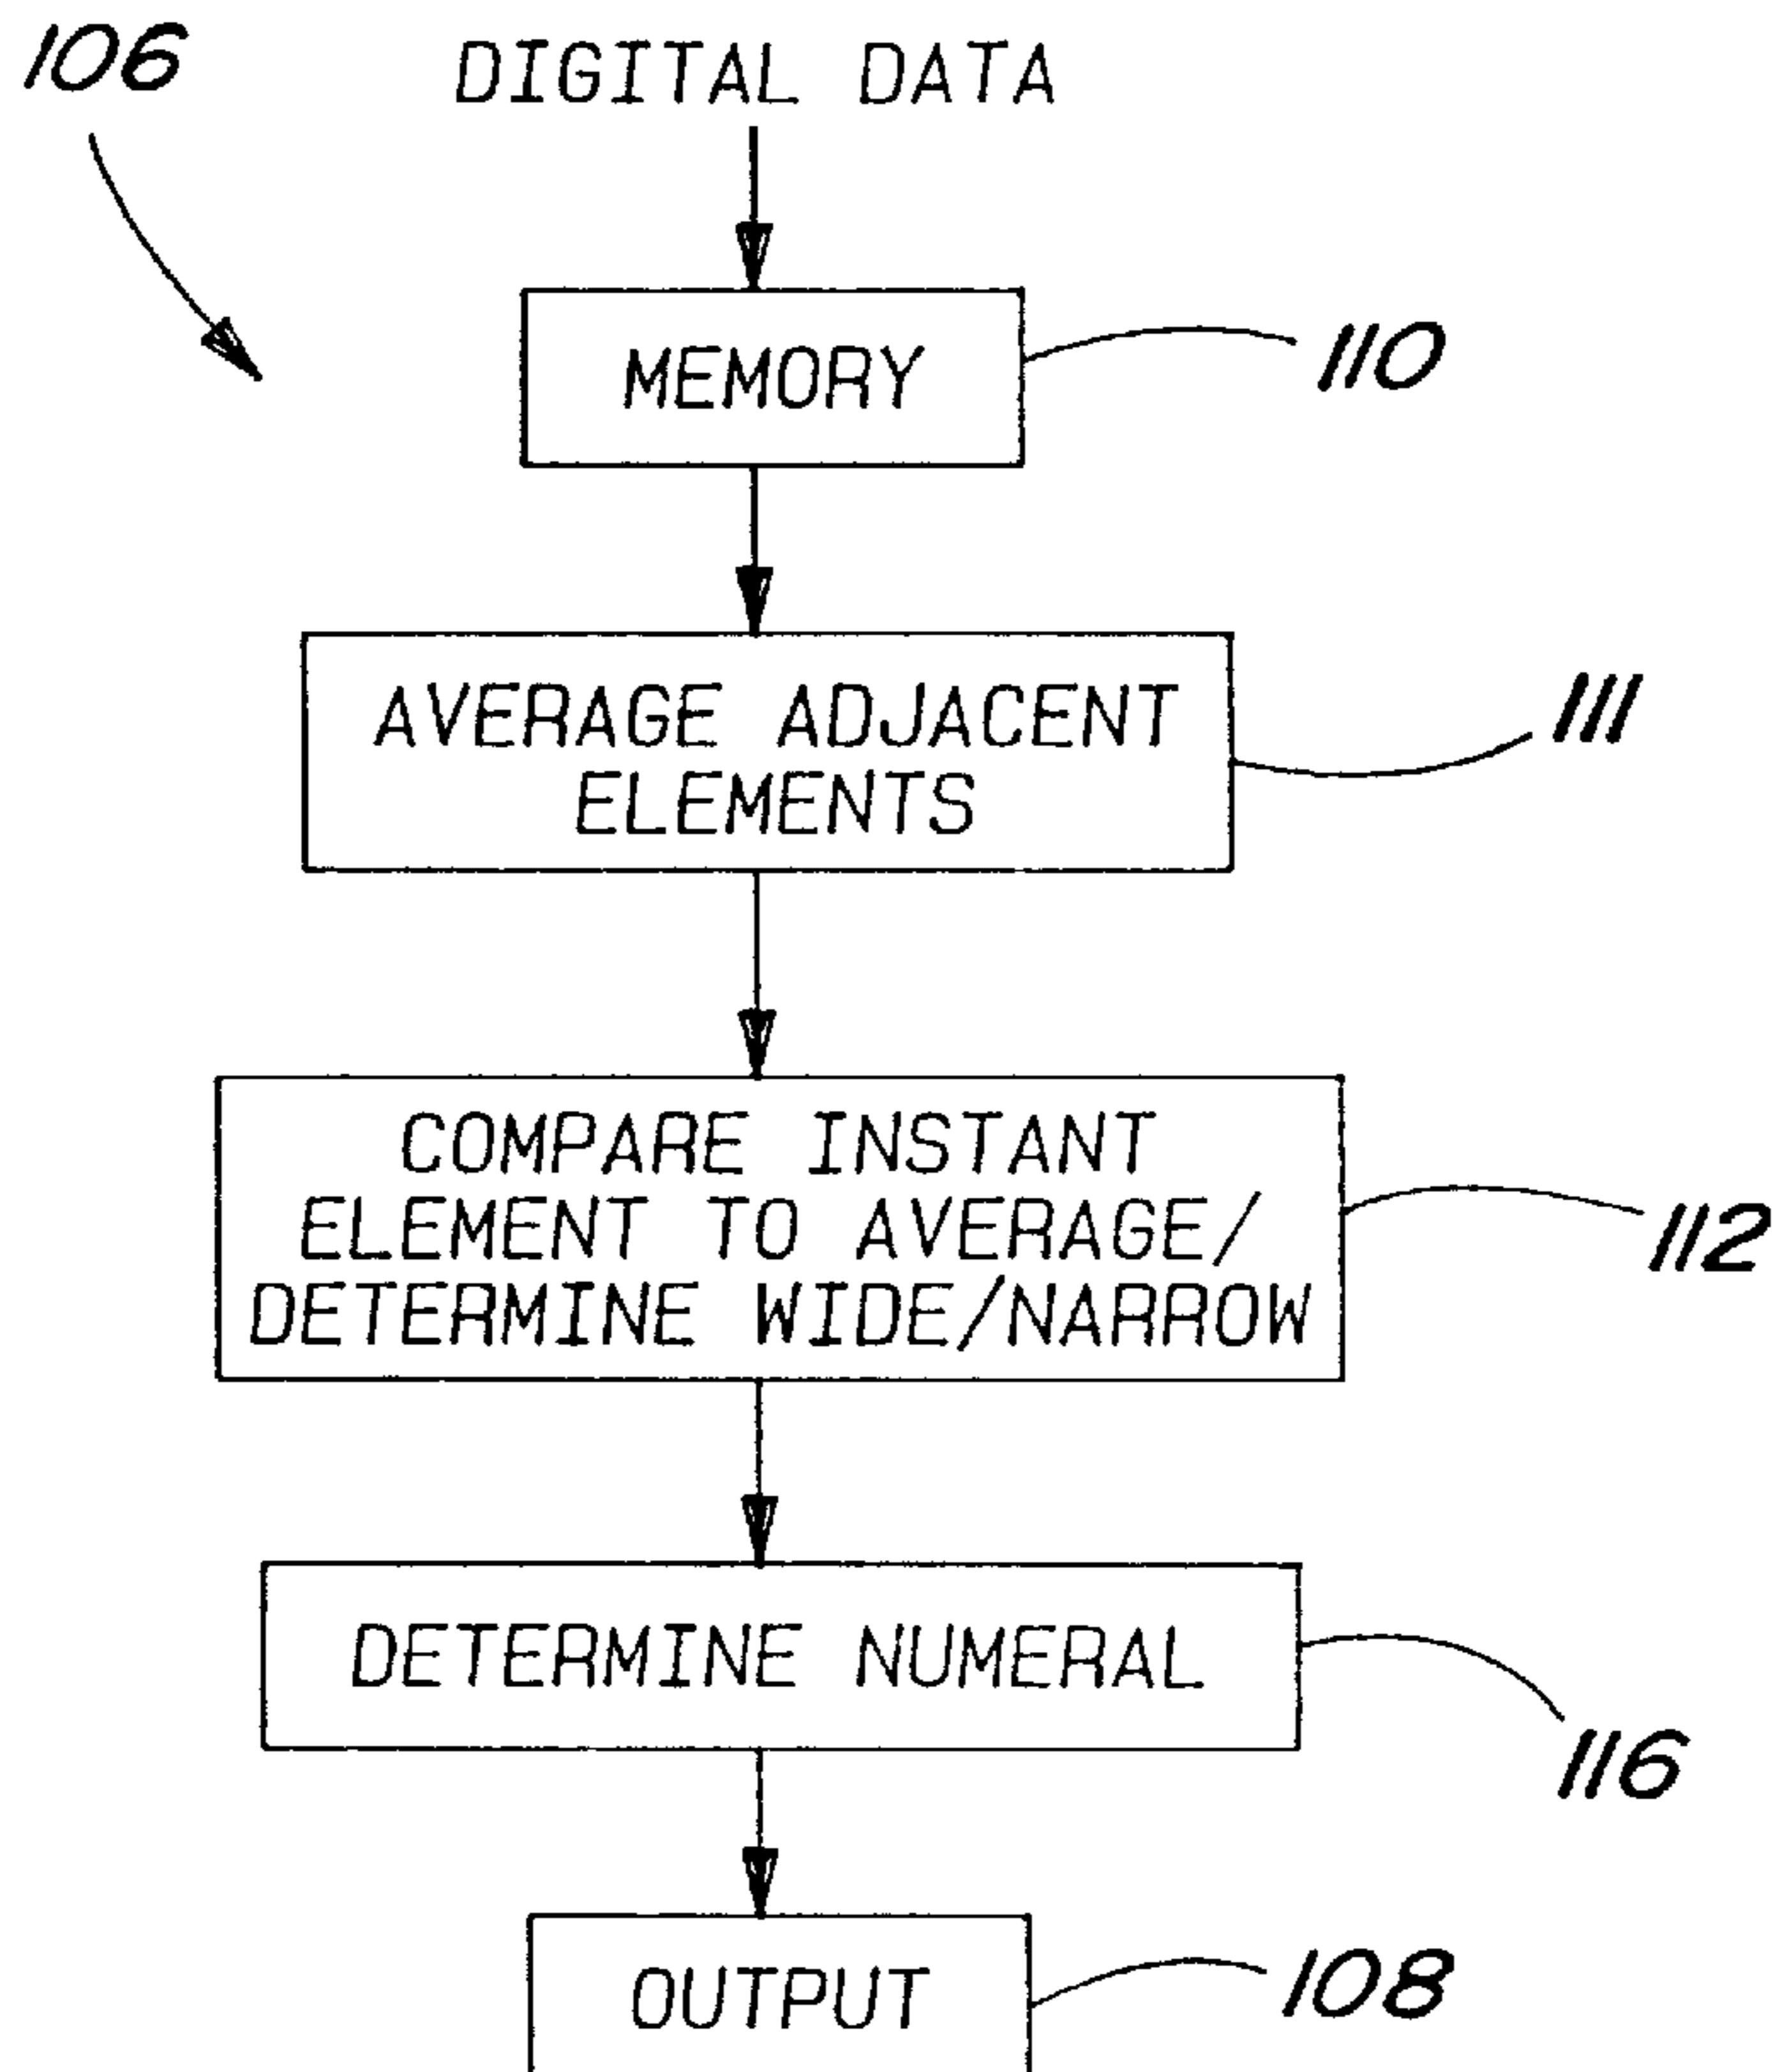 106
DIGITAL DATA
MEMORY
110
AVERAGE ADJACENT
ELEMENTS
111
COMPARE INSTANT
ELEMENT TO AVERAGE/
DETERMINE WIDE/NARROW
112
DETERMINE NUMERAL
116
OUTPUT
108